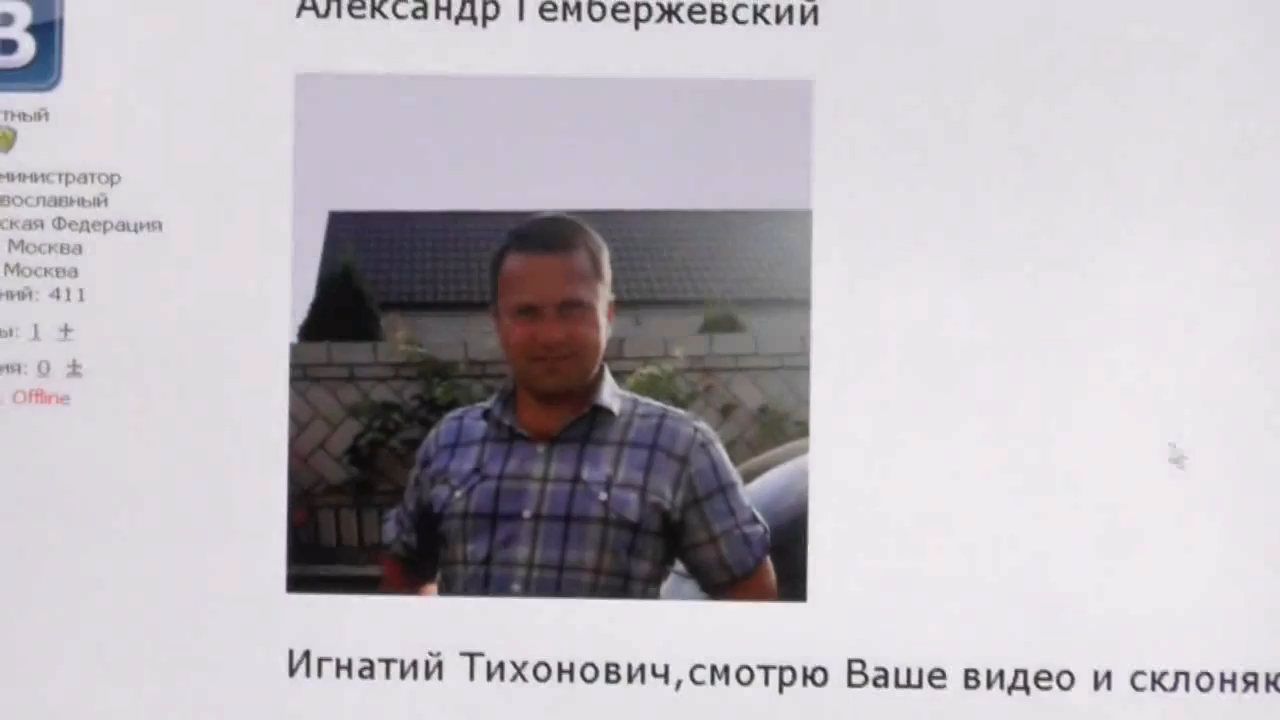 Александр Гембержевский
В
тный
министратор
вославный
ская Федерация
Москва
Москва
ний: 411
ы: 1 ±
ия: 0 ±
Offline
Игнатий Тихонович,смотрю Ваше видео и склоняю